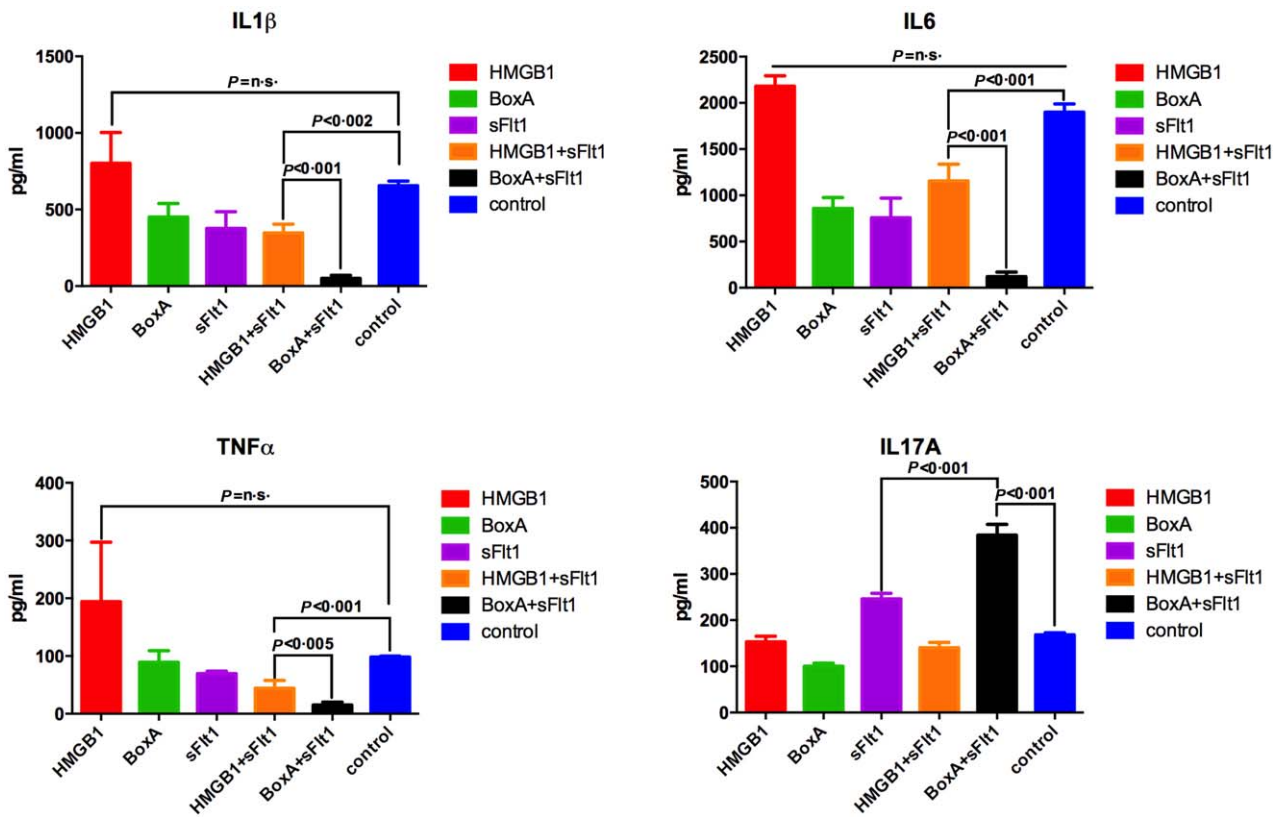 IL1β
pg/ml
1500
1000
500
0
P=n·s·
P<0·002
P<0·001
HMGB1
BoxA
sFlt1
HMGB1+sFlt1
BoxA+sFlt1
control
HMGB1
BoxA
sFlt1
HMGB1+sFlt1
BoxA+sFlt1
control
IL6
pg/ml
2500
2000
1500
1000
500
0
P=n·s·
P<0·001
P<0·001
HMGB1
BoxA
sFlt1
HMGB1+sFlt1
BoxA+sFlt1
control
HMGB1
BoxA
sFlt1
HMGB1+sFlt1
BoxA+sFlt1
control
TNFα
pg/ml
400
300
200
100
0
P=n·s·
P<0·001
P<0·005
HMGB1
BoxA
sFlt1
HMGB1+sFlt1
BoxA+sFlt1
control
HMGB1
BoxA
sFlt1
HMGB1+sFlt1
BoxA+sFlt1
control
IL17A
pg/ml
500
400
300
200
100
0
P<0·001
P<0·001
HMGB1
BoxA
sFlt1
HMGB1+sFlt1
BoxA+sFlt1
control
HMGB1
BoxA
sFlt1
HMGB1+sFlt1
BoxA+sFlt1
control